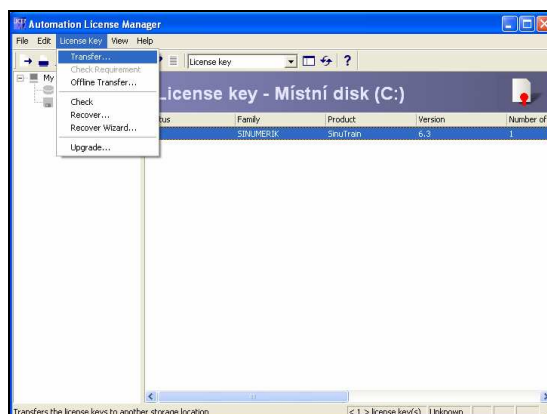 Automation License Manager
File Edit License Key View Help
License key
?
Transfer...
Check Requirement
Offline Transfer...
Check
Recover...
Recover Wizard...
Upgrade...
My
License key - Místní disk (C:)
tus Family Product Version Number of
SINUMERIK SinuTrain 6.3 1
Transfers the license keys to another storage location. < 1 > license key(s) Unknown